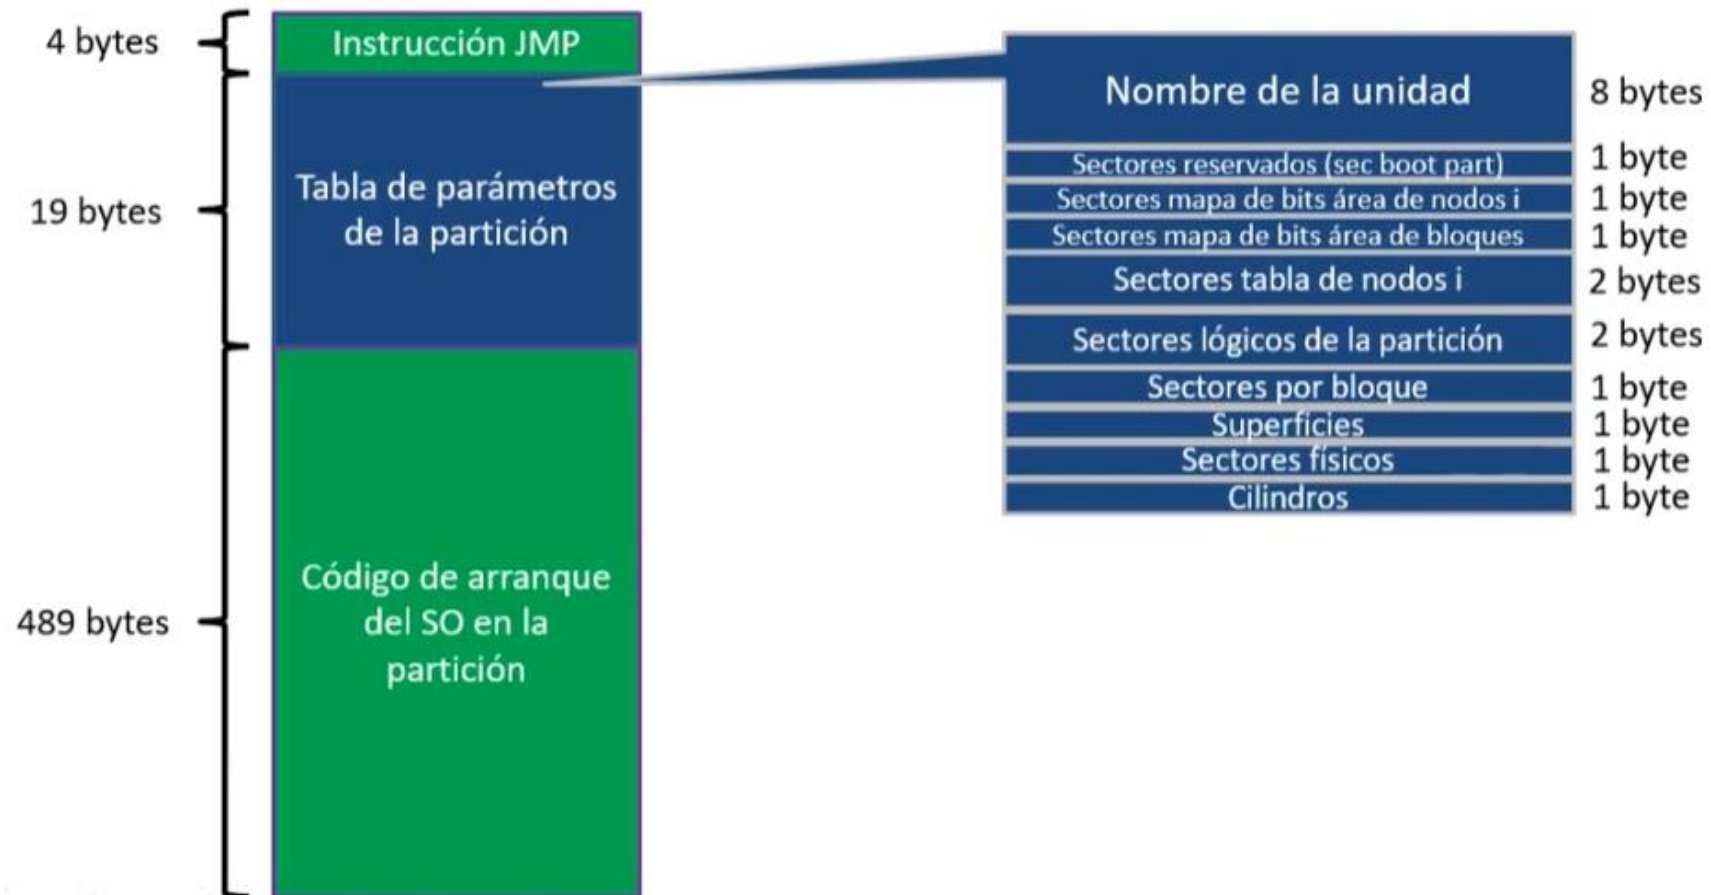 4 bytes
Instrucción JMP
19 bytes
Tabla de parámetros
de la partición
489 bytes
Código de arranque
del SO en la
partición
Nombre de la unidad
8 bytes
Sectores reservados (sec boot part)
1 byte
Sectores mapa de bits área de nodos i
1 byte
Sectores mapa de bits área de bloques
1 byte
Sectores tabla de nodos i
2 bytes
Sectores lógicos de la partición
2 bytes
Sectores por bloque
1 byte
Superficies
1 byte
Sectores físicos
1 byte
Cilindros
1 byte